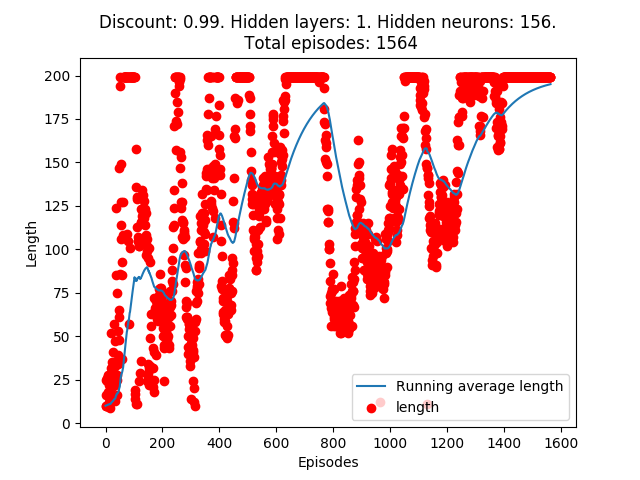 Discount: 0.99. Hidden layers: 1. Hidden neurons: 156.
Total episodes: 1564
200
175
150
125
100
75
50
25
0
Length
Running average length
length
0 200 400 600 800 1000 1200 1400 1600
Episodes